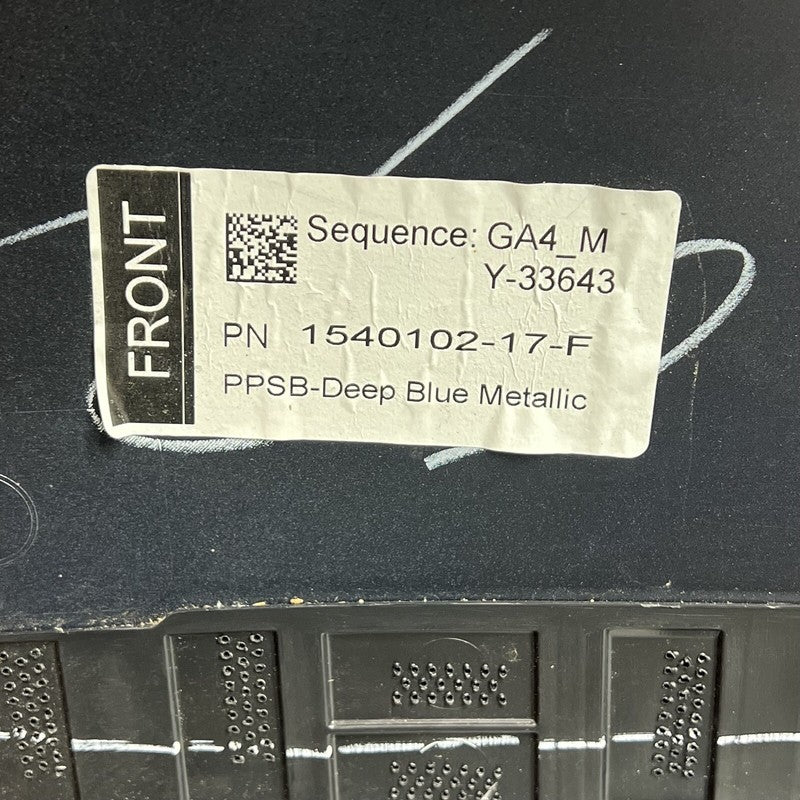 FRONT
Sequence: GA4_M
Y-33643
PN 1540102-17-F
PPSB-Deep Blue Metallic